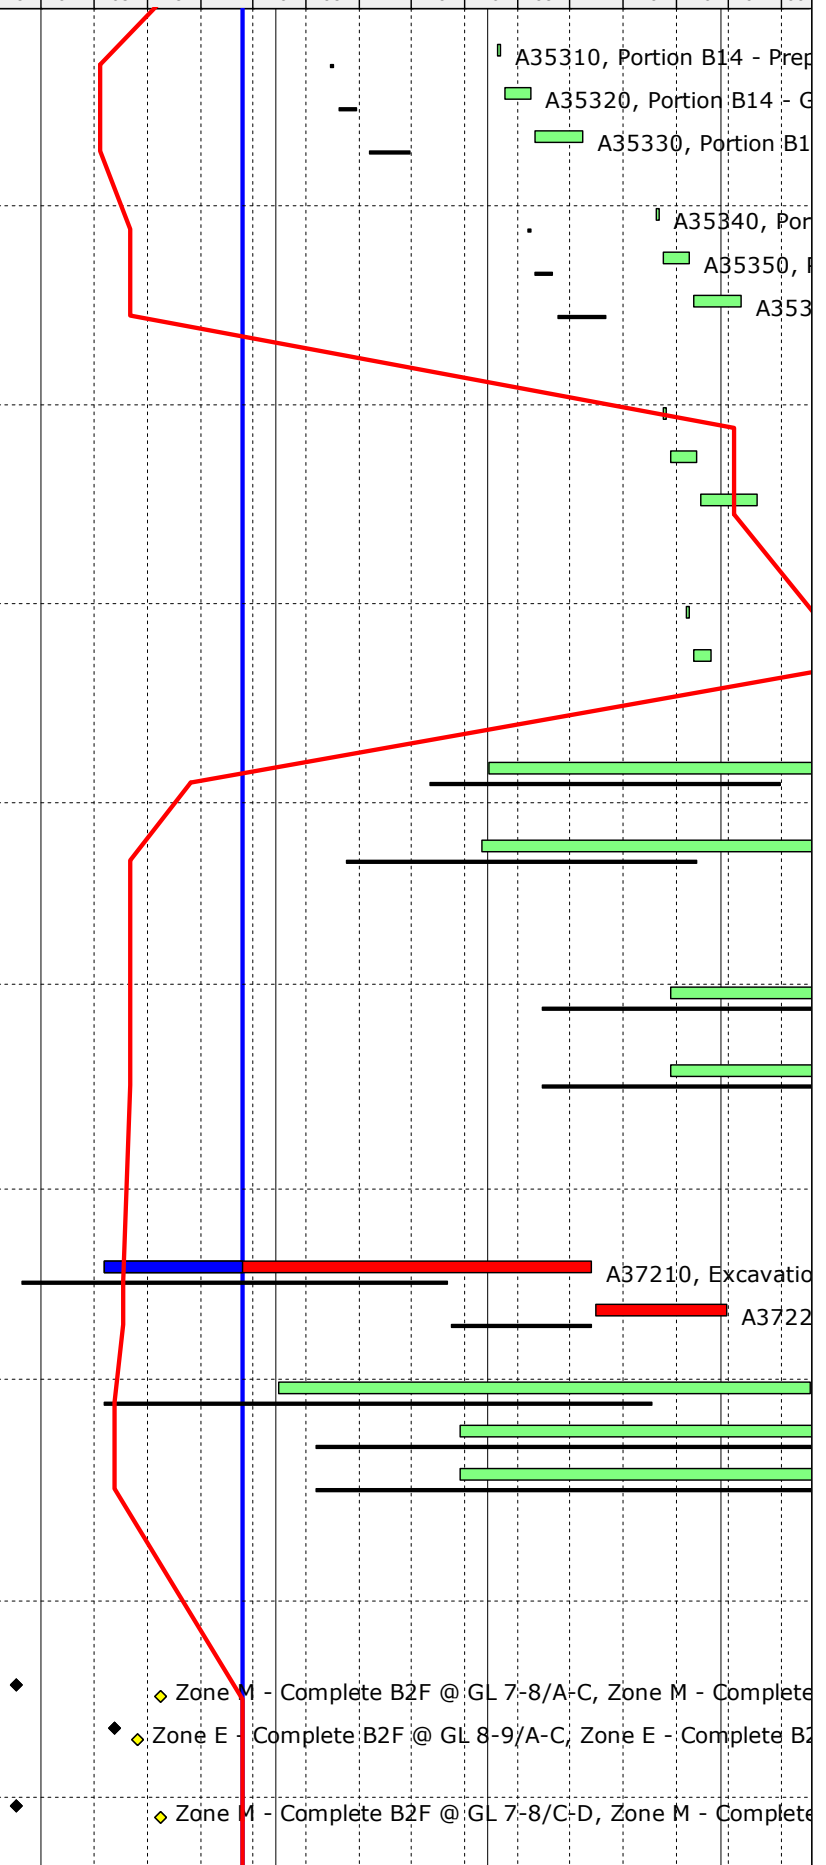 A35310, Portion B14 - Prep
A35320, Portion B14 - G
A35330, Portion B1
A35340, Por
A35350,
A353
A37210, Excavatio
A3722
Zone M - Complete B2F @ GL 7-8/A-C, Zone M - Complete
Zone E - Complete B2F @ GL 8-9/A-C, Zone E - Complete B2
Zone M - Complete B2F @ GL 7-8/C-D, Zone M - Complete